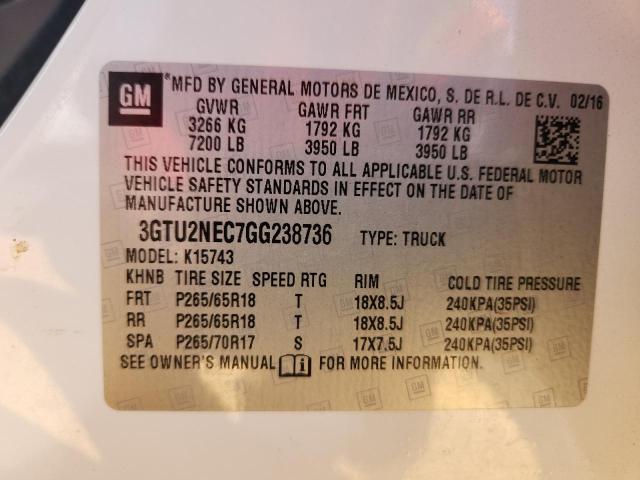 GM
®MFD BY GENERAL MOTORS DE MEXICO, S. DE R.L. DE C.V. 02/16
GVWR GAWR FRT GAWR RR
3266 KG 1792 KG 1792 KG
7200 LB 3950 LB 3950 LB
THIS VEHICLE CONFORMS TO ALL APPLICABLE U.S. FEDERAL MOTOR
VEHICLE SAFETY STANDARDS IN EFFECT ON THE DATE OF
MANUFACTURE SHOWN ABOVE.
3GTU2NEC7GG238736 TYPE: TRUCK
MODEL: K15743
KHNB TIRE SIZE SPEED RTG RIM COLD TIRE PRESSURE
FRT P265/65R18 T 18X8.5J 240KPA(35PSI)
RR P265/65R18 T 18X8.5J 240KPA(35PSI)
SPA P265/70R17 S 17X7.5J 240KPA(35PSI)
SEE OWNER'S MANUAL FOR MORE INFORMATION.